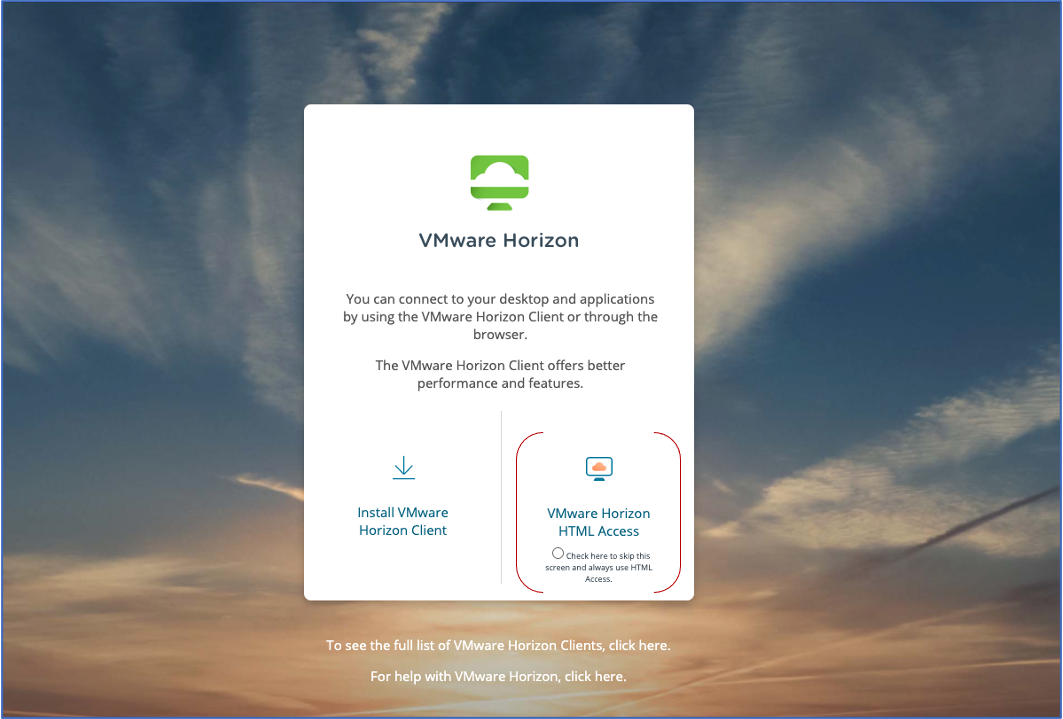 VMware Horizon
You can connect to your desktop and applications
by using the VMware Horizon Client or through the
browser.
The VMware Horizon Client offers better
performance and features.
Install VMware
Horizon Client
VMware Horizon
HTML Access
Check here to skip this
screen and always use HTML
Access.
To see the full list of VMware Horizon Clients, click here.
For help with VMware Horizon, click here.